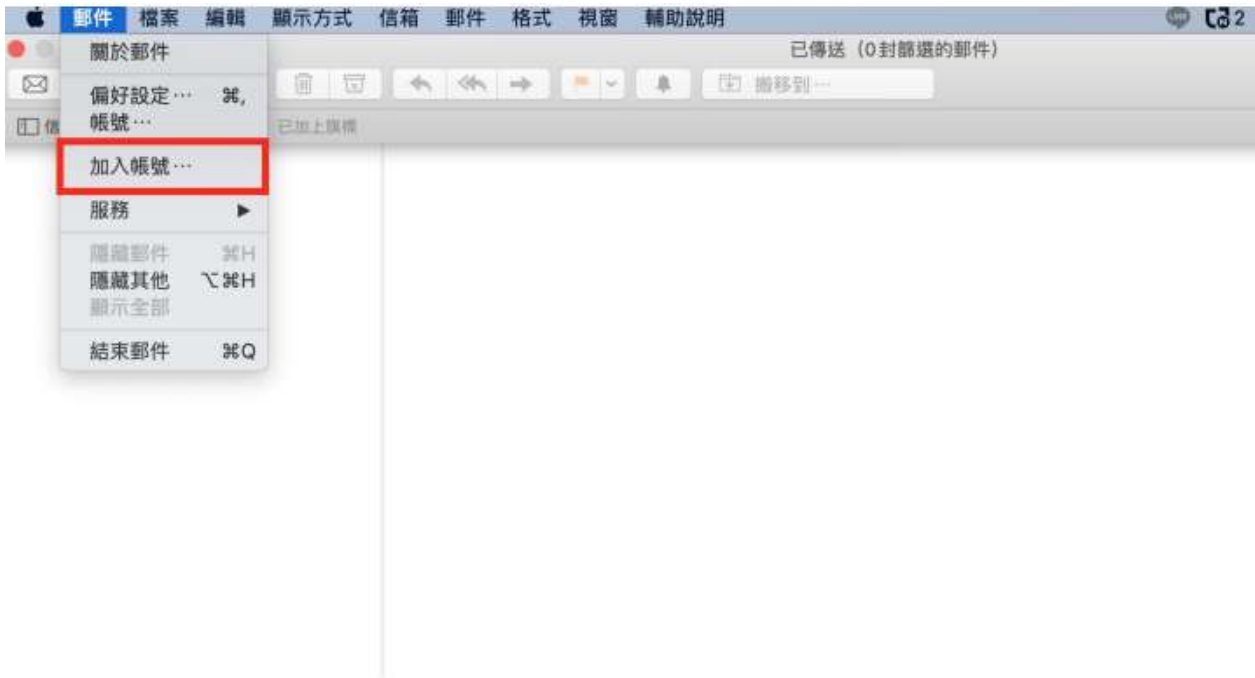 郵件 檔案 編輯 顯示方式 信箱 郵件 格式 視窗 輔助說明 2
已傳送（0封篩選的郵件）
關於郵件
偏好設定… ⌘,
帳號…
加入帳號…
服務 ▶
隱藏郵件 ⌘H
隱藏其他 ⌥⌘H
顯示全部
結束郵件 ⌘Q
搬移到…
信
已加上旗標